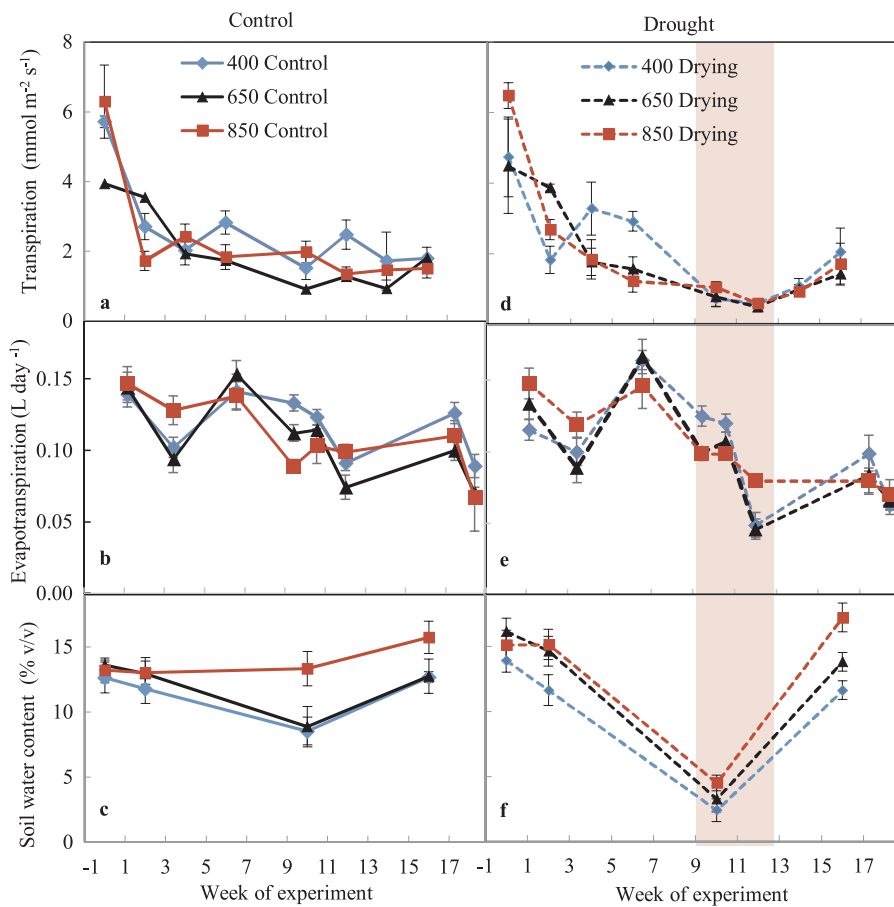 Control
Drought
8
6
4
2
0
Transpiration (mmol m⁻² s⁻¹)
400 Control
650 Control
850 Control
a
400 Drying
650 Drying
850 Drying
d
0.15
0.10
0.05
0.00
Evapotranspiration (L day ⁻¹)
b
e
15
10
5
0
Soil water content (% v/v)
c
f
-1 1 3 5 7 9 11 13 15 17
-1 1 3 5 7 9 11 13 15 17
Week of experiment
Week of experiment